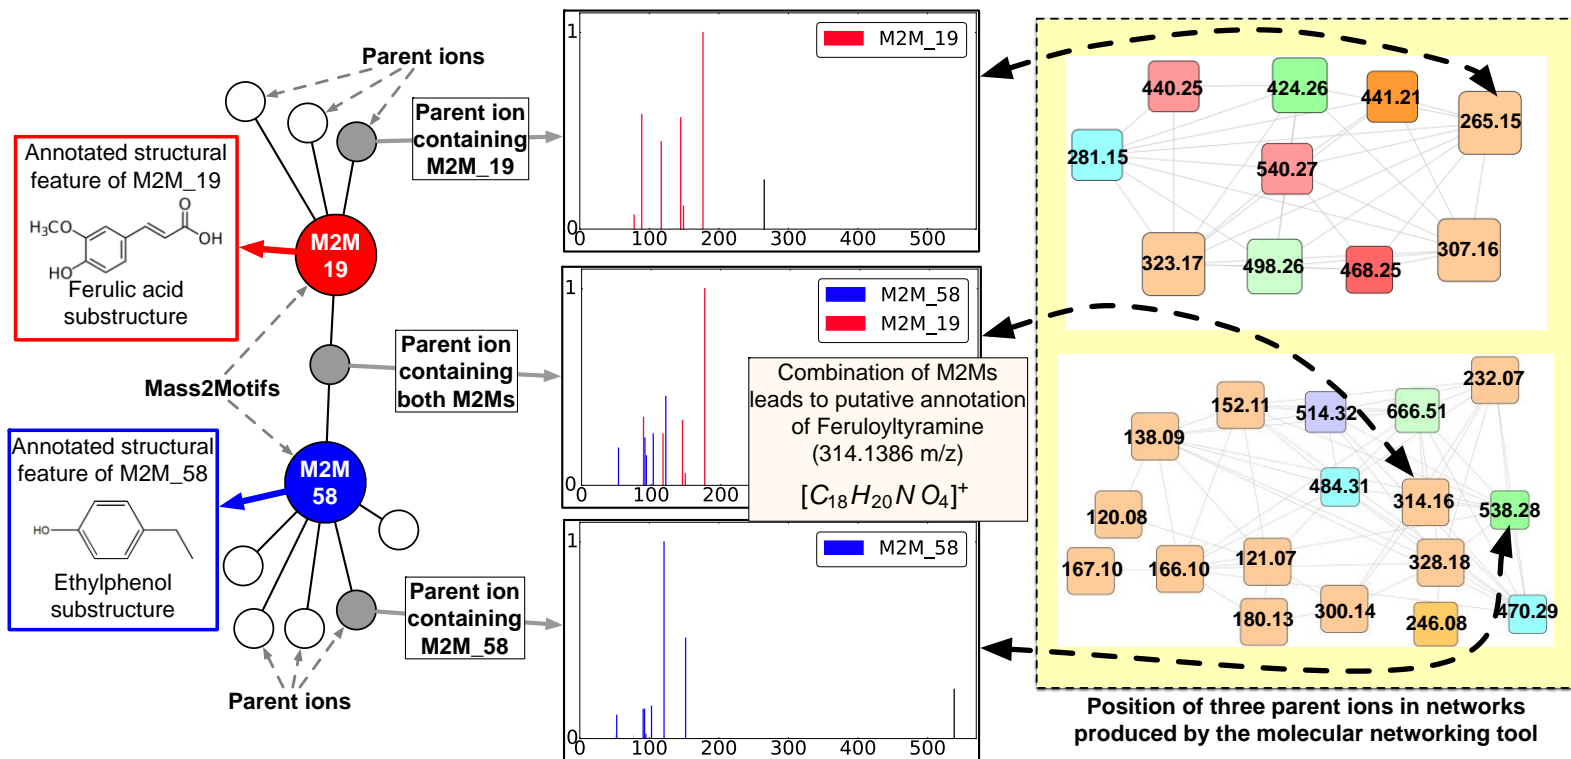 Parent ions
Annotated structural
feature of M2M_19
H₃C
O
O
OH
HO
Ferulic acid
substructure
M2M
19
Parent ion
containing
M2M_19
Mass2Motifs
Parent ion
containing
both M2Ms
Annotated structural
feature of M2M_58
HO
Ethylphenol
substructure
M2M
58
Parent ion
containing
M2M_58
Parent ions
1
0
M2M_19
0 100 200 300 400 500
1
0
M2M_58
M2M_19
0 100 200
Combination of M2Ms
leads to putative annotation
of Feruloyltyramine
(314.1386 m/z)
[C₁₈H₂₀N O₄]⁺
1
0
M2M_58
0 100 200 300 400 500
440.25
424.26
441.21
265.15
281.15
540.27
323.17
498.26
468.25
307.16
232.07
152.11
514.32
666.51
138.09
484.31
314.16
538.28
120.08
167.10
166.10
121.07
328.18
180.13
300.14
246.08
470.29
Position of three parent ions in networks
produced by the molecular networking tool